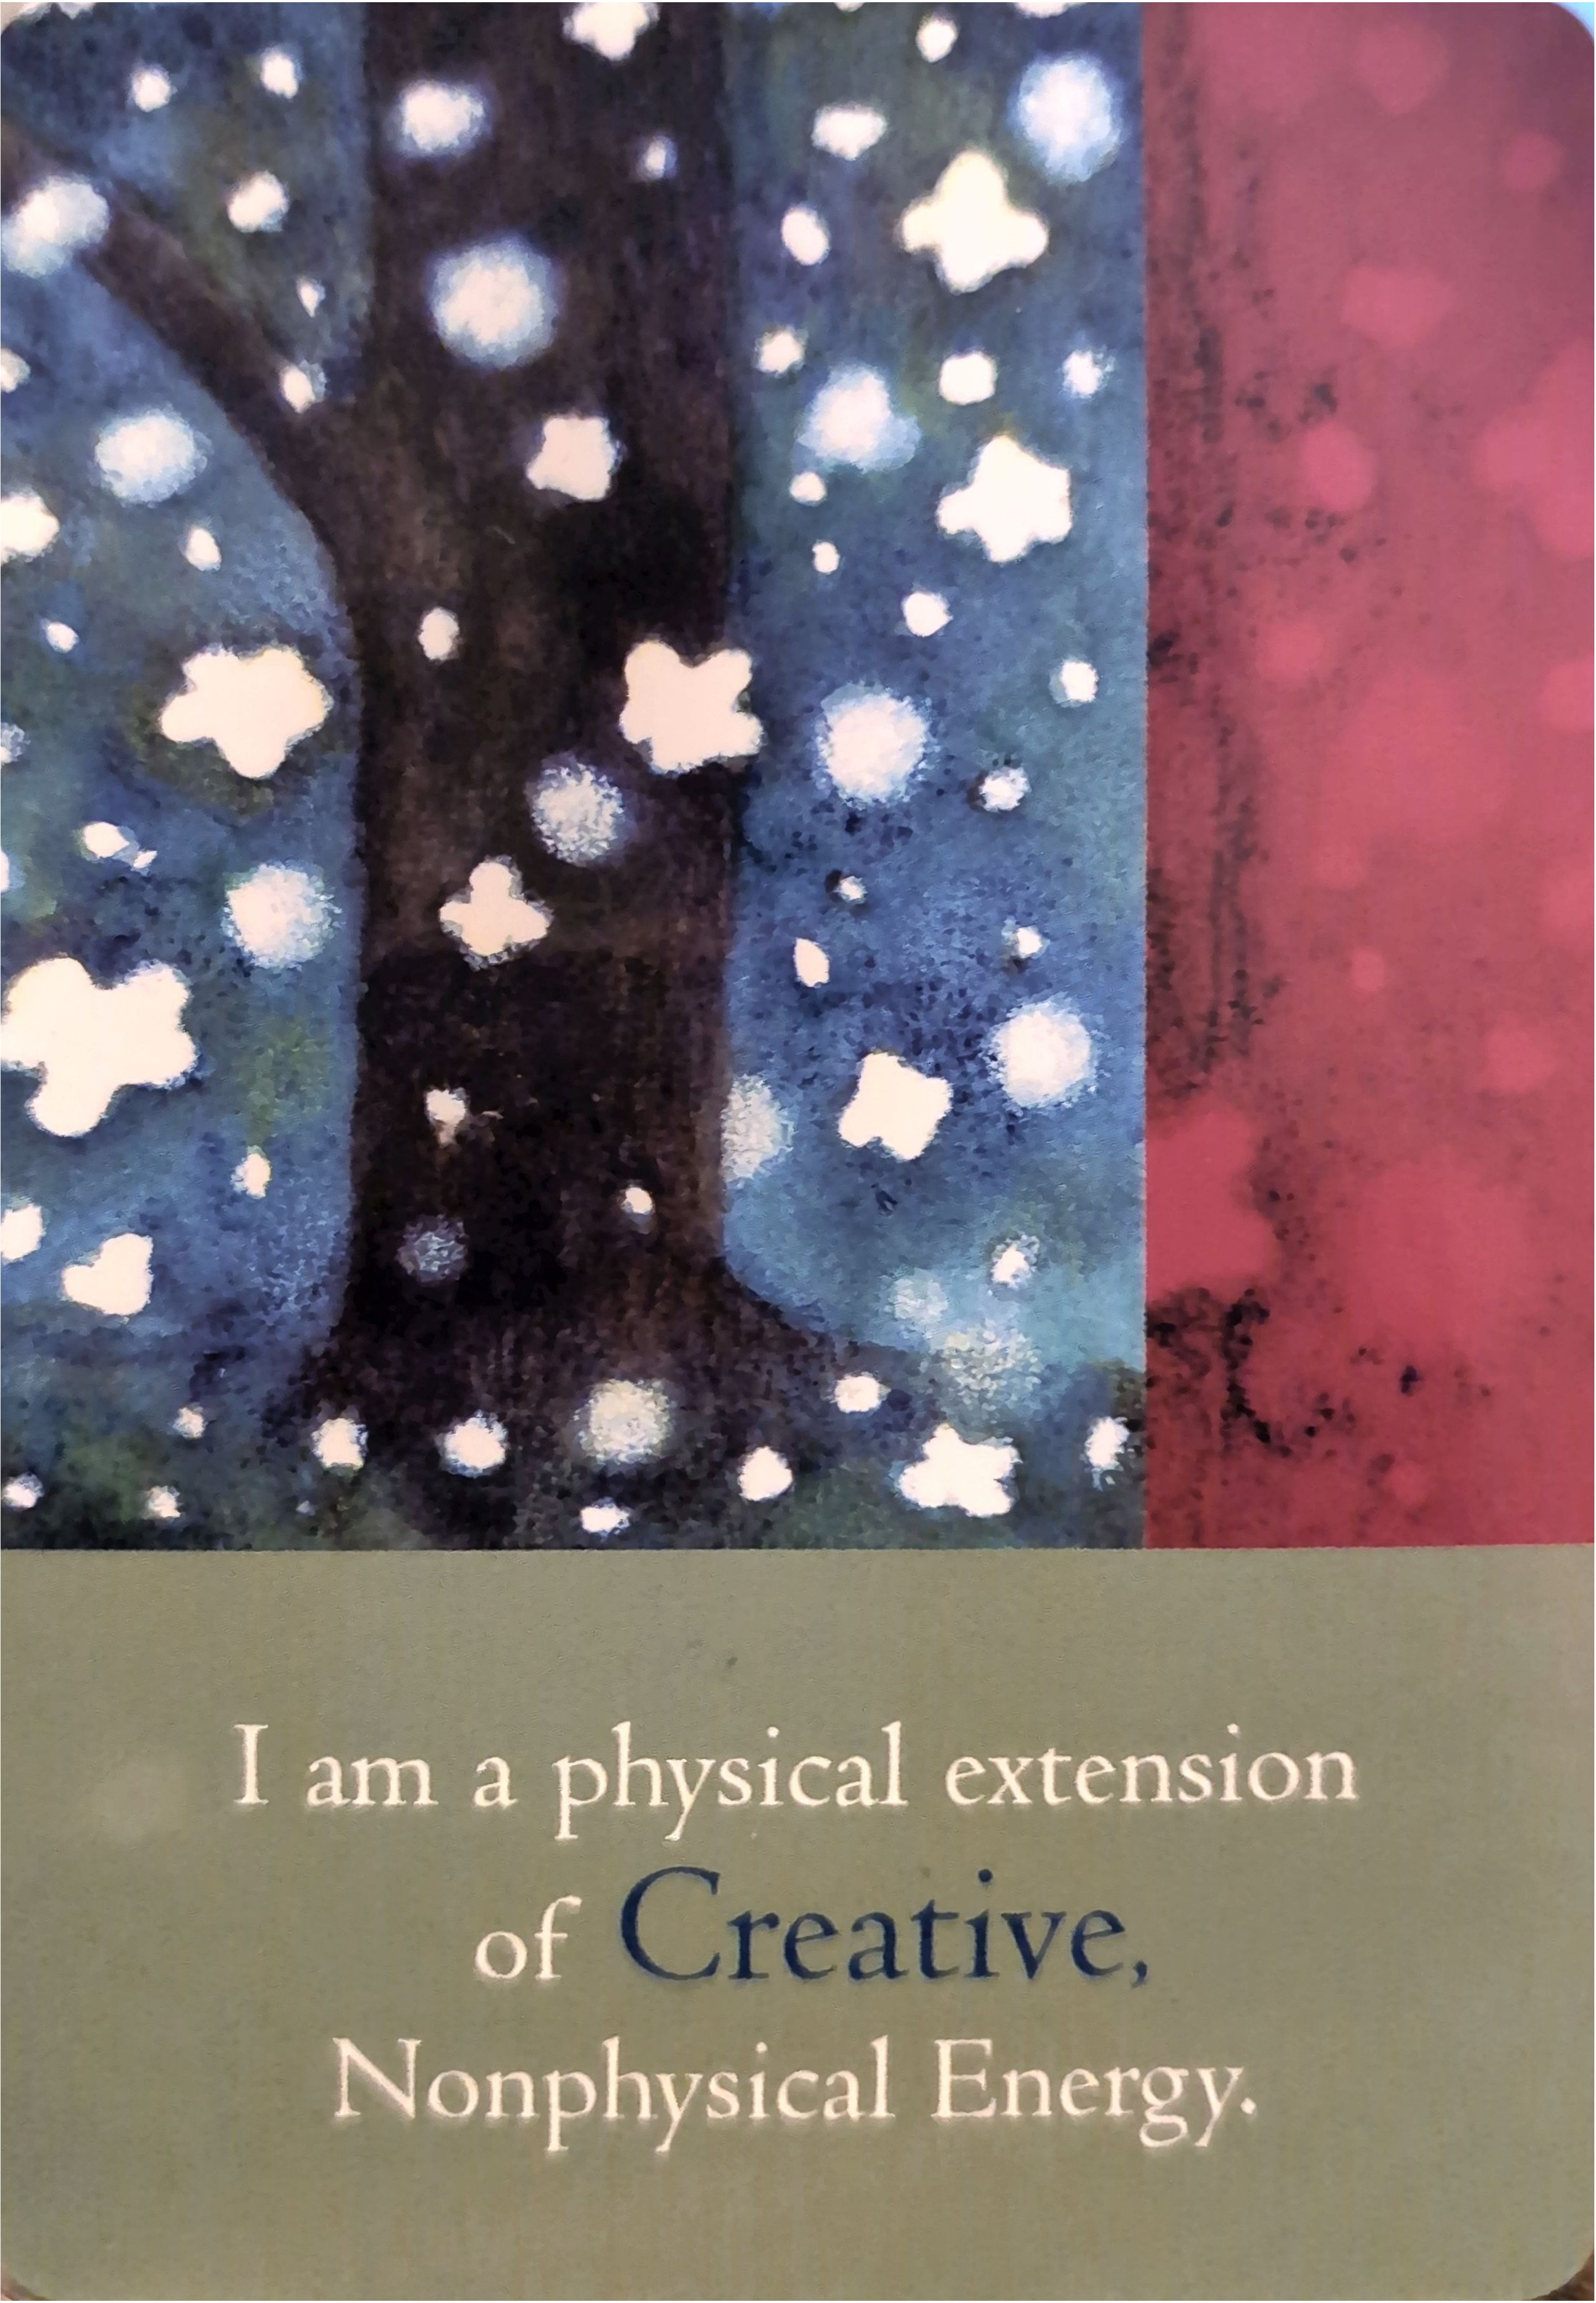 I am a physical extension
of Creative,
Nonphysical Energy.